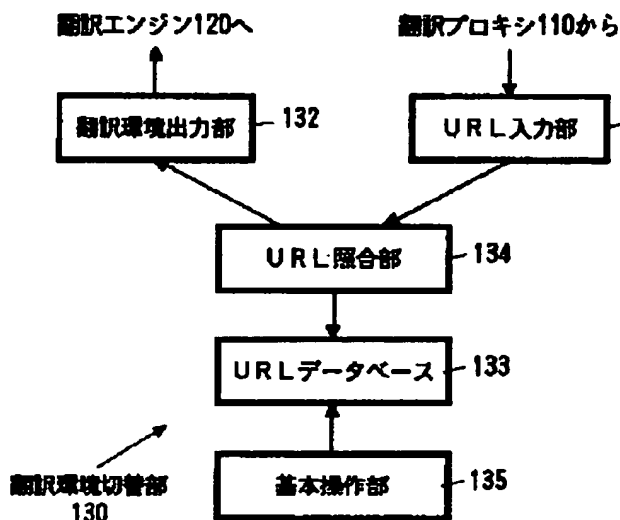 翻訳エンジン120へ
翻訳プロキシ110から
翻訳環境出力部
132
URL入力部
URL照合部
134
URLデータベース
133
翻訳環境切替部
130
基本操作部
135